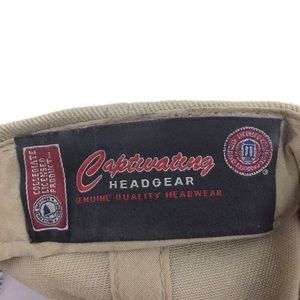 COLLEGIATE
LICENSED
PRODUCT
Captivating
HEADGEAR
GENUINE QUALITY HEADWEAR
®